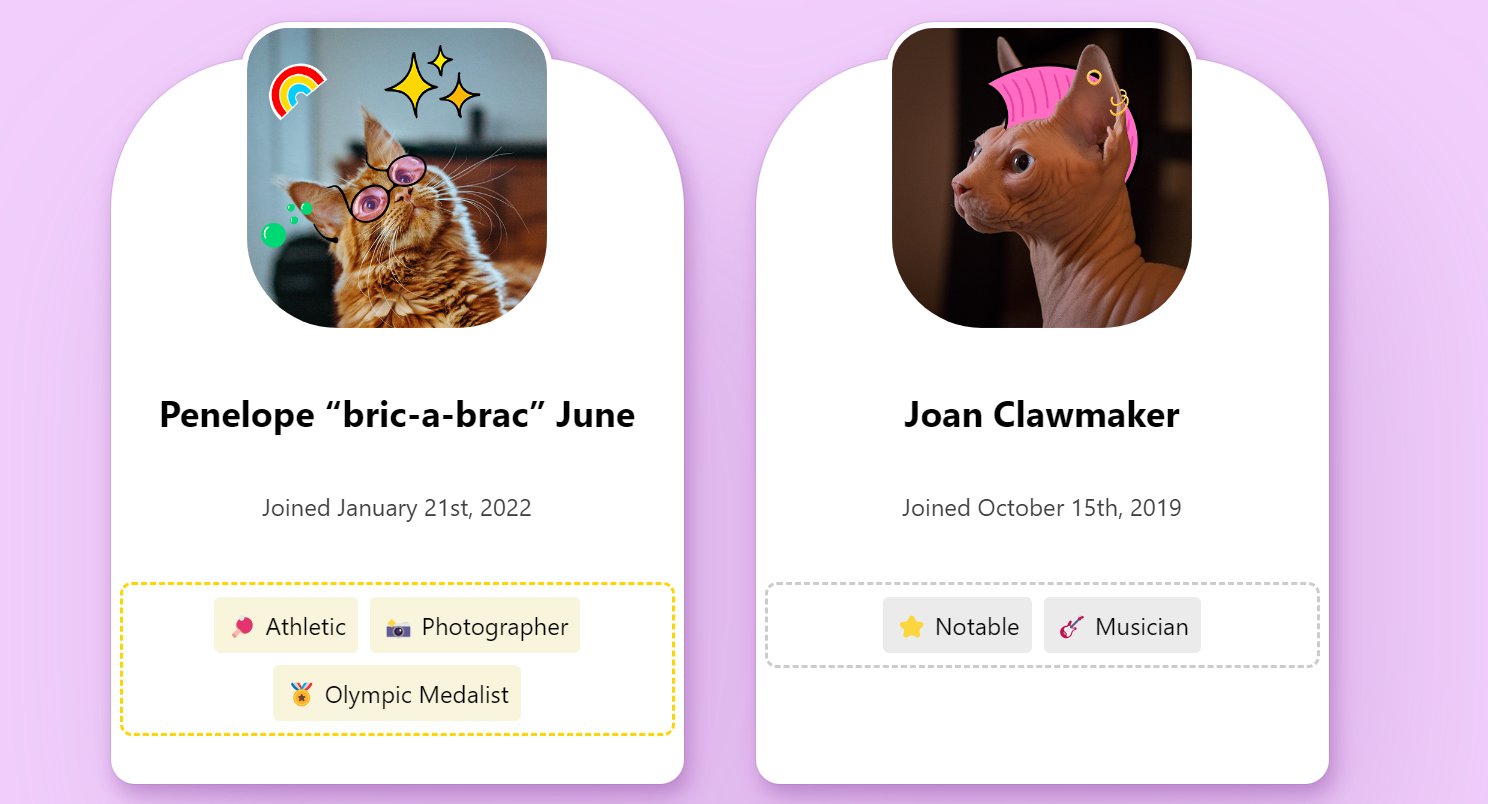 Penelope “bric-a-brac” June
Joined January 21st, 2022
Athletic
Photographer
Olympic Medalist
Joan Clawmaker
Joined October 15th, 2019
Notable
Musician